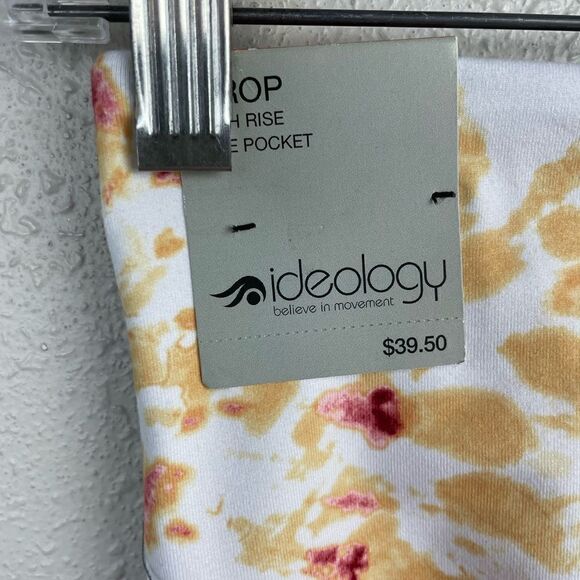 ROP
H RISE
E POCKET
ideology
believe in movement
$39.50